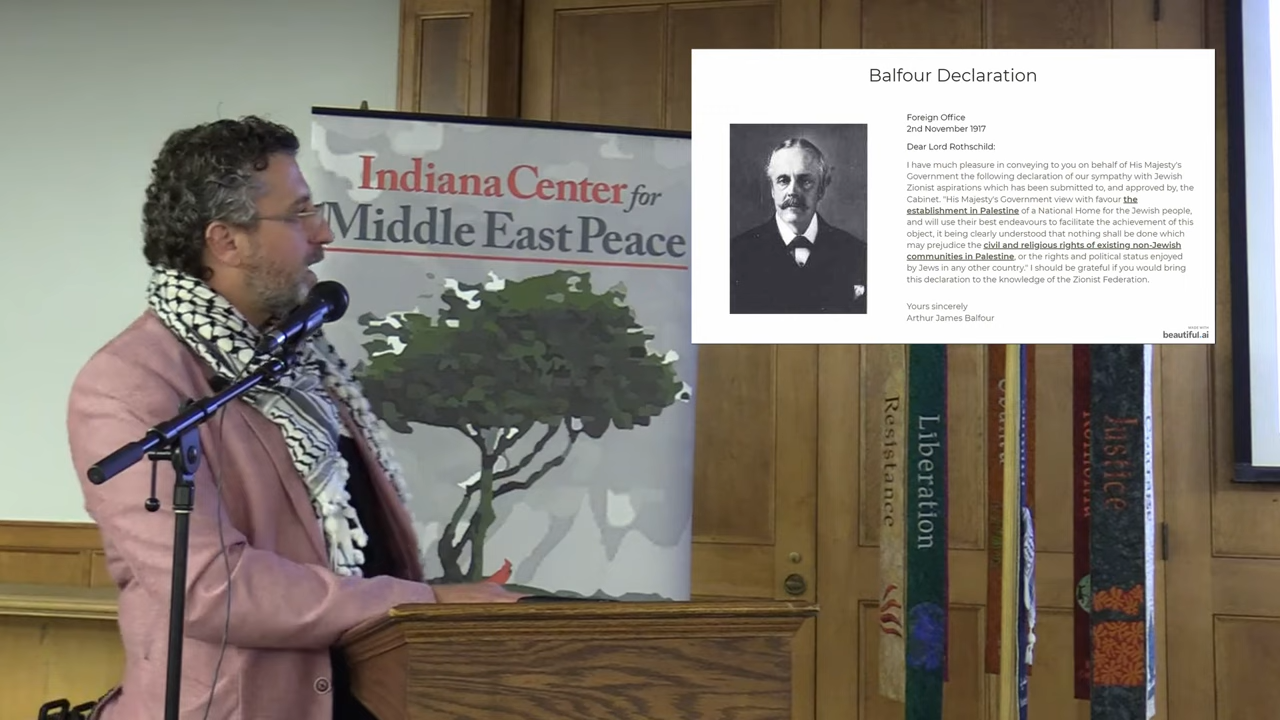 Indiana Center for
Middle East Peace
Balfour Declaration
Foreign Office
2nd November 1917
Dear Lord Rothschild:
I have much pleasure in conveying to you on behalf of His Majesty's
Government the following declaration of our sympathy with Jewish
Zionist aspirations which has been submitted to, and approved by, the
Cabinet. "His Majesty's Government view with favour the
establishment in Palestine of a National Home for the Jewish people,
and will use their best endeavours to facilitate the achievement of this
object, it being clearly understood that nothing shall be done which
may prejudice the civil and religious rights of existing non-Jewish
communities in Palestine, or the rights and political status enjoyed
by Jews in any other country." I should be grateful if you would bring
this declaration to the knowledge of the Zionist Federation.
Yours sincerely
Arthur James Balfour
MADE WITH
beautiful.ai
Resistance
Liberation
Justice